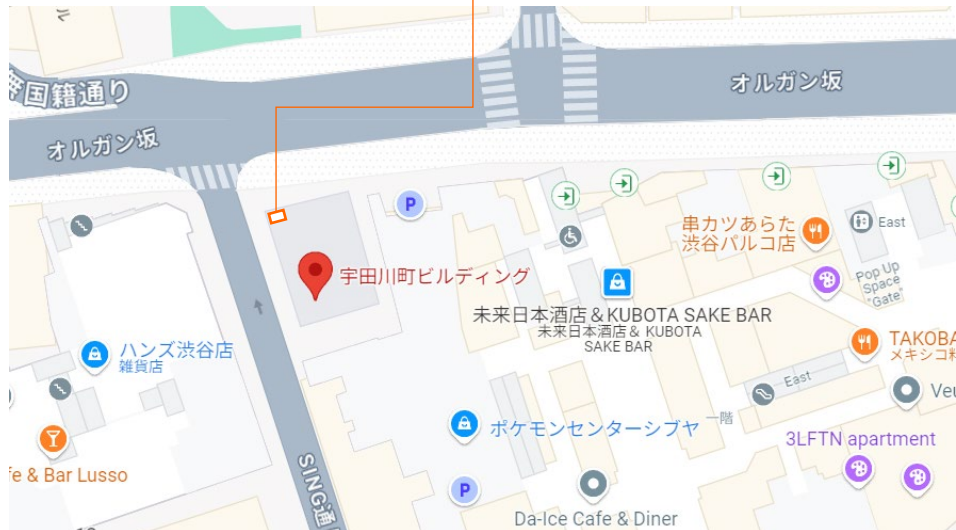 国籍通り
オルガン坂
オルガン坂
P
串カツあらた
渋谷パルコ店
East
宇田川町ビルディング
未来日本酒店&KUBOTA SAKE BAR
未来日本酒店& KUBOTA
SAKE BAR
Pop Up
Space
"Gate"
ハンズ渋谷店
雑貨店
TAKOBA
メキシコ料
East
Veu
ポケモンセンターシブヤ
一階
3LFTN apartment
fe & Bar Lusso
SING通り
P
Da-Ice Cafe & Diner